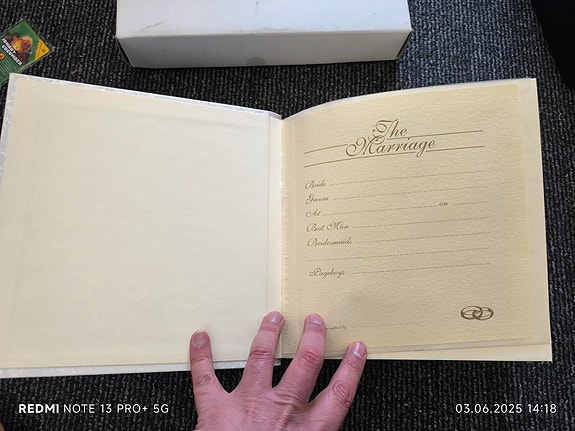 The
Marriage
Bride
Groom
At on
Best Man
Bridesmaids
Pageboys
REDMI NOTE 13 PRO+ 5G
03.06.2025 14:18